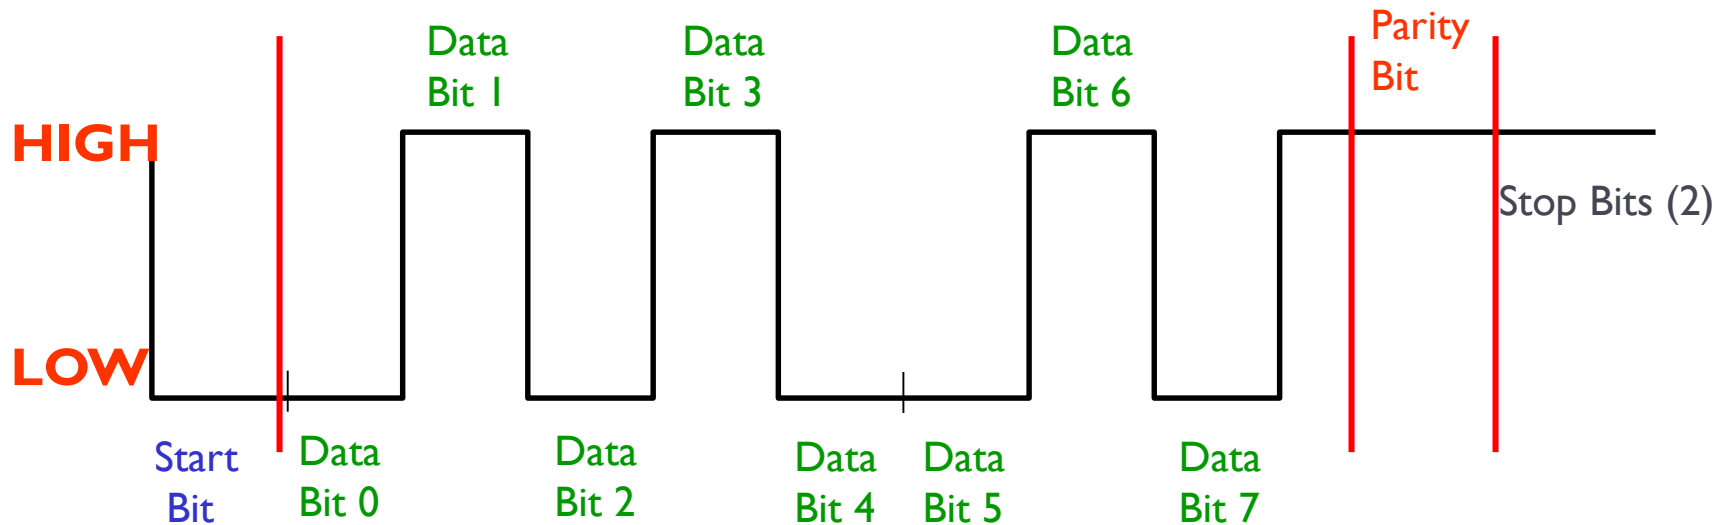 Data
Bit 1
Data
Bit 3
Data
Bit 6
Parity
Bit
HIGH
Stop Bits (2)
LOW
Start
Bit
Data
Bit 0
Data
Bit 2
Data
Bit 4
Data
Bit 5
Data
Bit 7